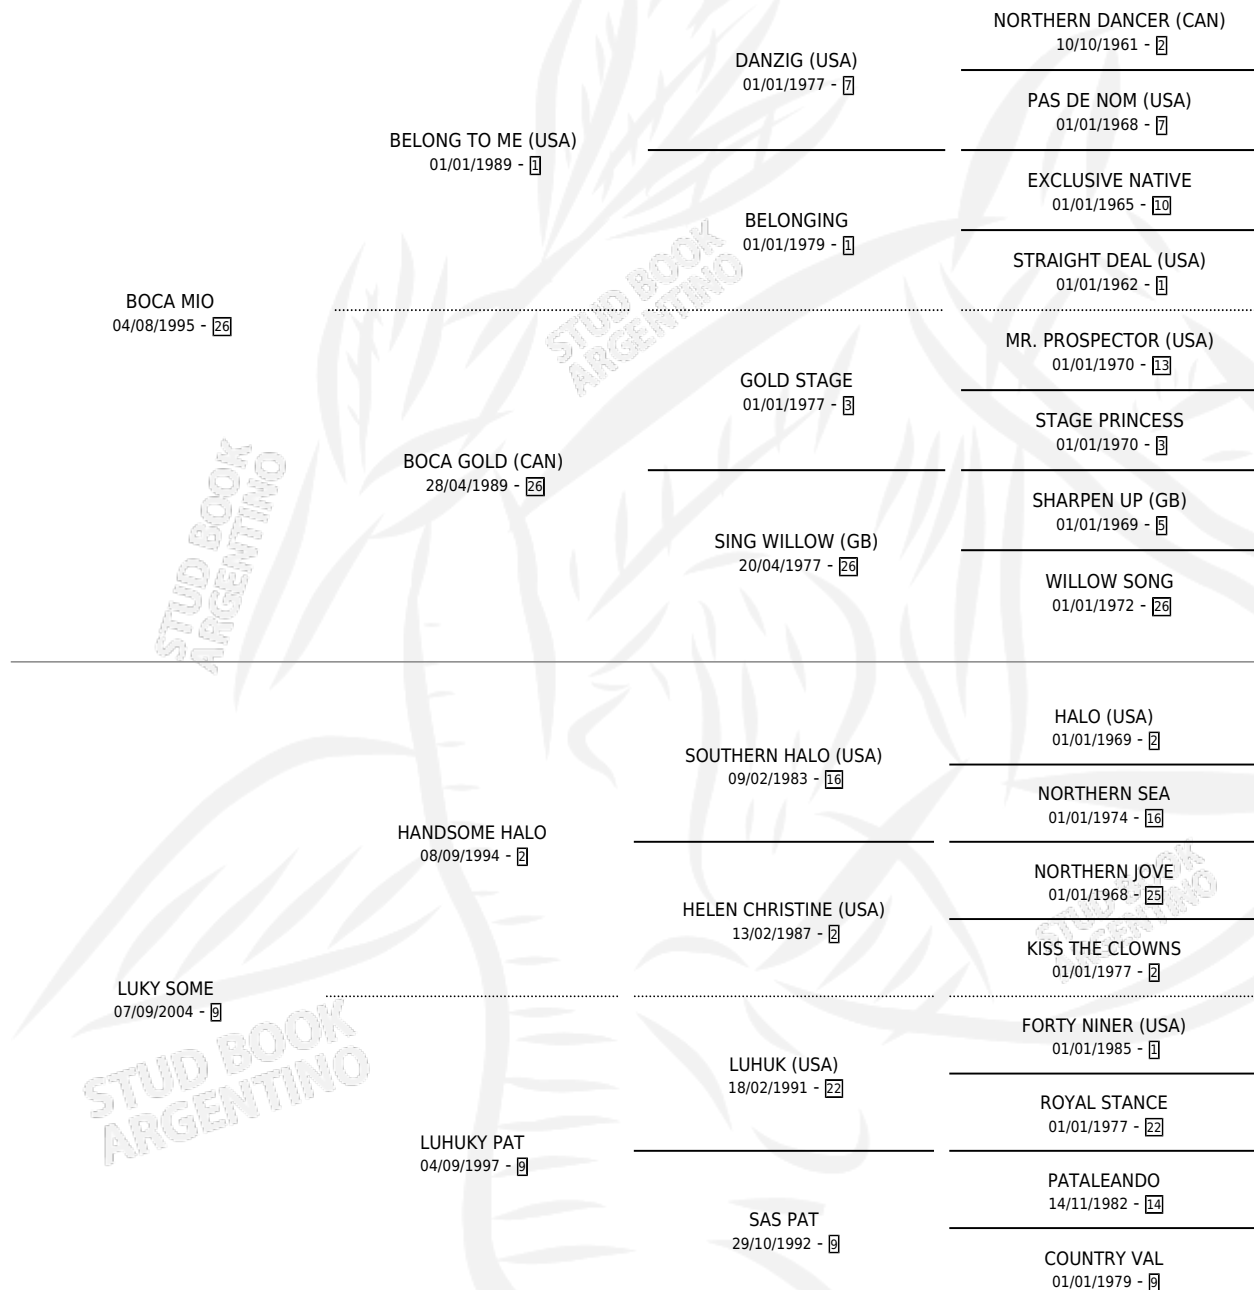 NORTHERN DANCER (CAN)
10/10/1961 - 2
DANZIG (USA)
01/01/1977 - 7
PAS DE NOM (USA)
01/01/1968 - 7
BELONG TO ME (USA)
01/01/1989 - 1
EXCLUSIVE NATIVE
01/01/1965 - 10
BELONGING
01/01/1979 - 1
STRAIGHT DEAL (USA)
01/01/1962 - 1
BOCA MIO
04/08/1995 - 26
MR. PROSPECTOR (USA)
01/01/1970 - 13
GOLD STAGE
01/01/1977 - 3
STAGE PRINCESS
01/01/1970 - 3
BOCA GOLD (CAN)
28/04/1989 - 26
SHARPEN UP (GB)
01/01/1969 - 5
SING WILLOW (GB)
20/04/1977 - 26
WILLOW SONG
01/01/1972 - 26
HALO (USA)
01/01/1969 - 2
SOUTHERN HALO (USA)
09/02/1983 - 16
NORTHERN SEA
01/01/1974 - 16
HANDSOME HALO
08/09/1994 - 2
NORTHERN JOVE
01/01/1968 - 25
HELEN CHRISTINE (USA)
13/02/1987 - 2
KISS THE CLOWNS
01/01/1977 - 2
LUKY SOME
07/09/2004 - 9
FORTY NINER (USA)
01/01/1985 - 1
LUHUK (USA)
18/02/1991 - 22
ROYAL STANCE
01/01/1977 - 22
LUHUKY PAT
04/09/1997 - 9
PATALEANDO
14/11/1982 - 14
SAS PAT
29/10/1992 - 9
COUNTRY VAL
01/01/1979 - 9
STUD BOOK
ARGENTINO
STUD BOOK
ARGENTINO
STUD BOOK
ARGENTINO
STUD BOOK
ARGENTINO